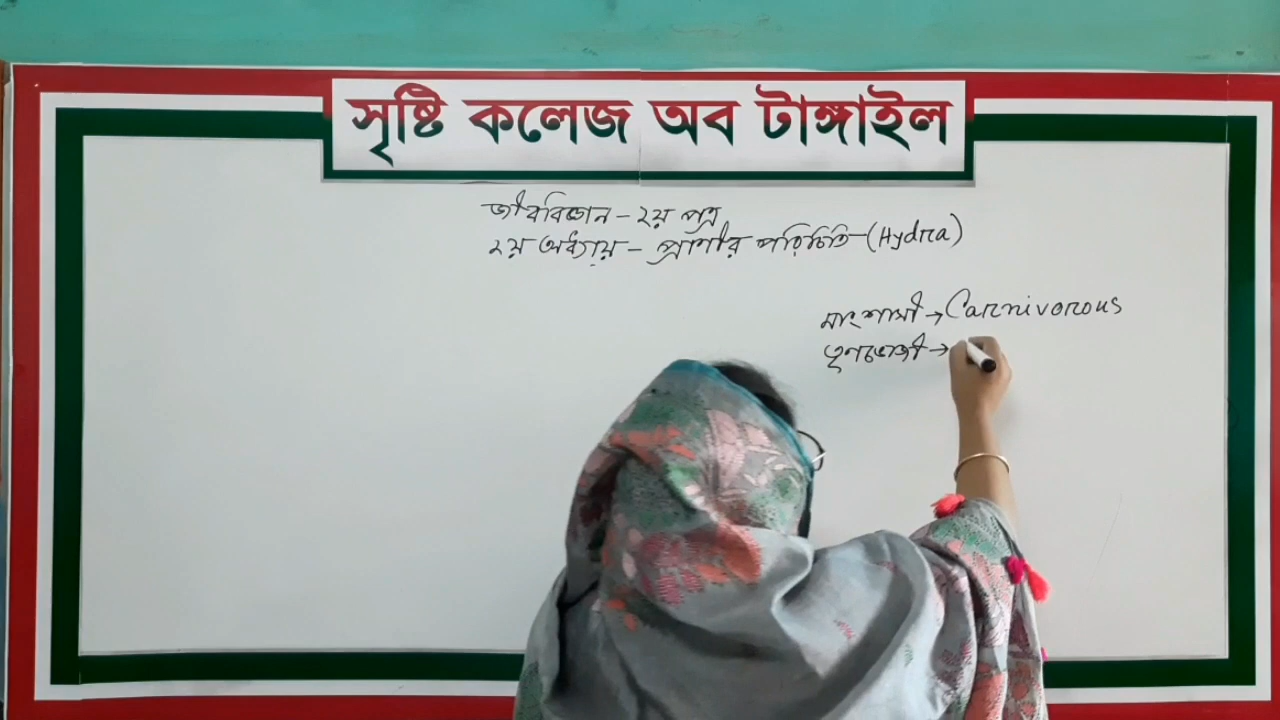 সৃষ্টি কলেজ অব টাঙ্গাইল
জীববিজ্ঞান - ২য় পত্র
২য় অধ্যায় - প্রাণীর পরিচিতি - (Hydra)
মাংসাশী → Carnivorous
তৃণভোজী →